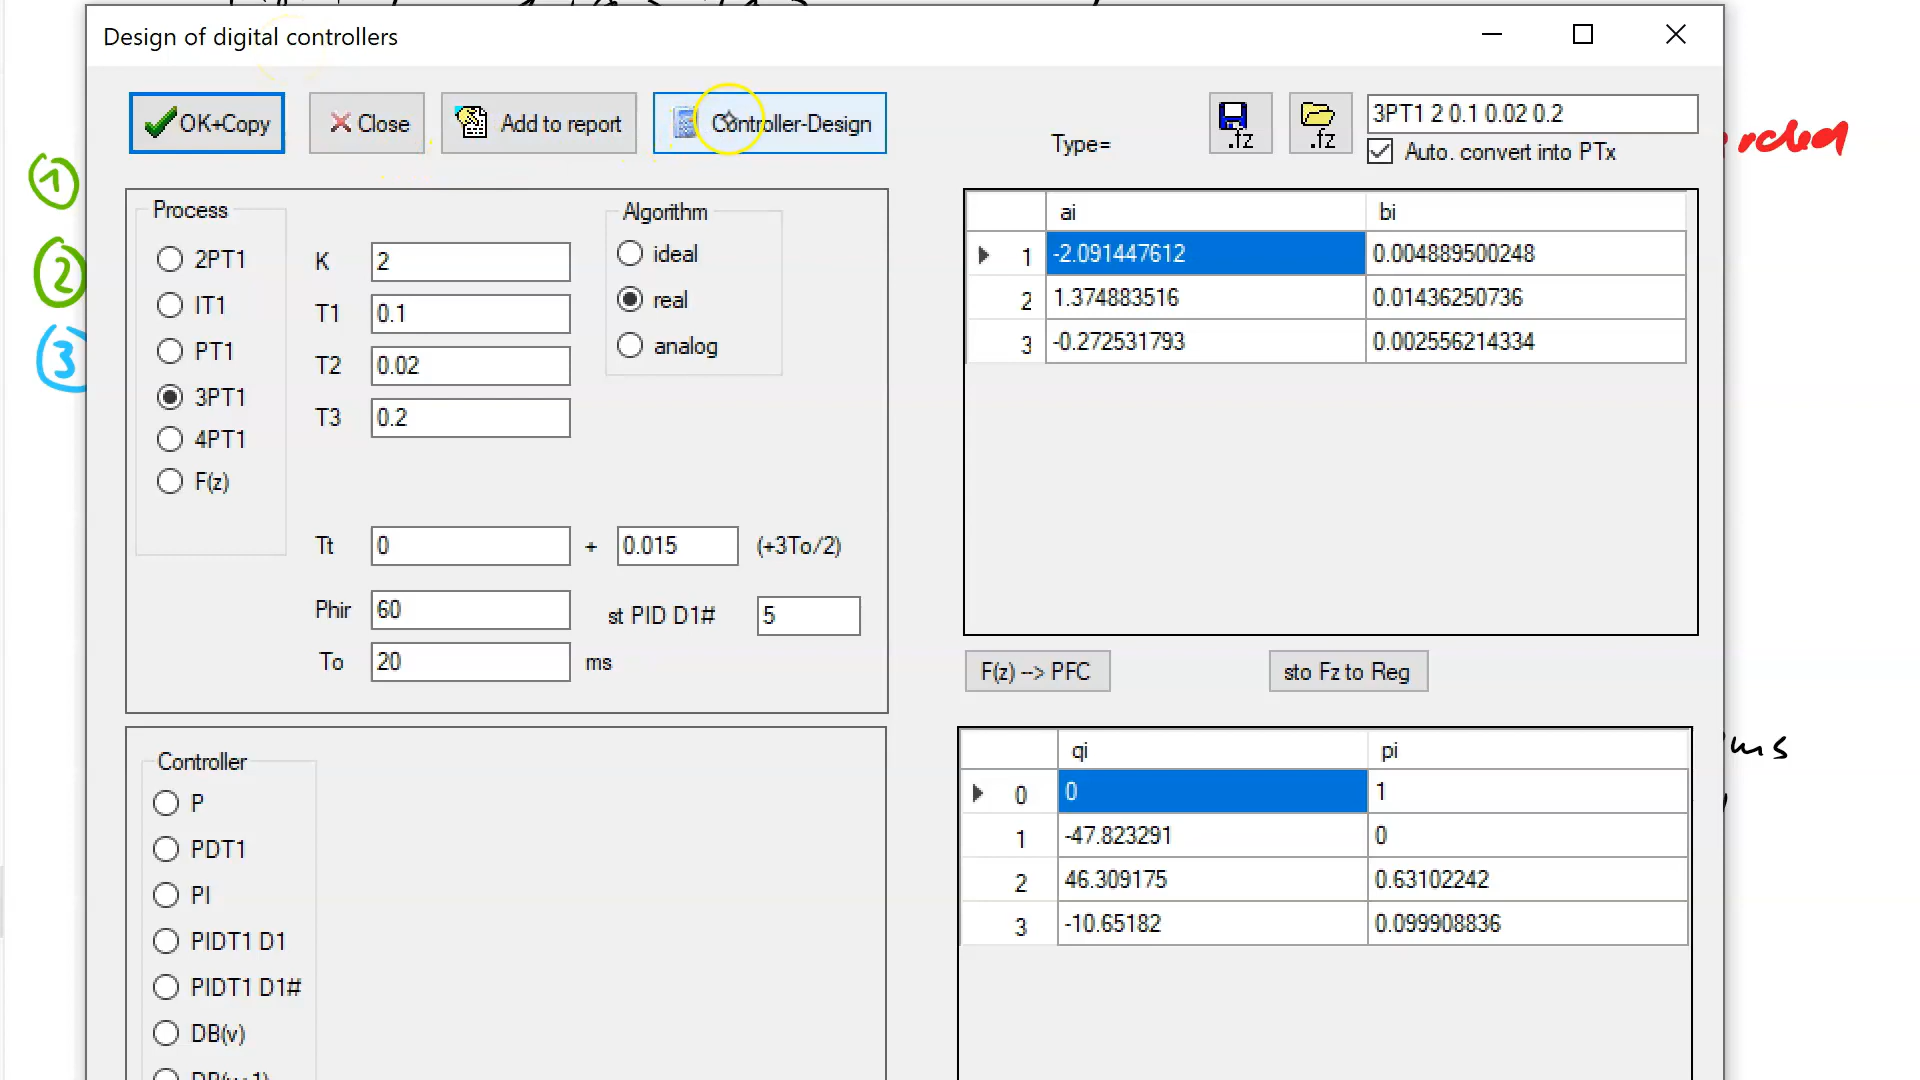 Design of digital controllers
OK+Copy Close Add to report Controller-Design
Type= .fz .fz 3PT1 2 0.1 0.02 0.2
Auto. convert into PTx
1
2
3
Process
2PT1
IT1
PT1
3PT1
4PT1
F(z)
K 2
T1 0.1
T2 0.02
T3 0.2
Algorithm
ideal
real
analog
Tt 0 + 0.015 (+3To/2)
Phir 60 st PID D1# 5
To 20 ms
ai bi
1 -2.091447612 0.004889500248
2 1.374883516 0.01436250736
3 -0.272531793 0.002556214334
F(z) --> PFC sto Fz to Reg
Controller
P
PDT1
PI
PIDT1 D1
PIDT1 D1#
DB(v)
qi pi
0 0 1
1 -47.823291 0
2 46.309175 0.63102242
3 -10.65182 0.099908836
ms